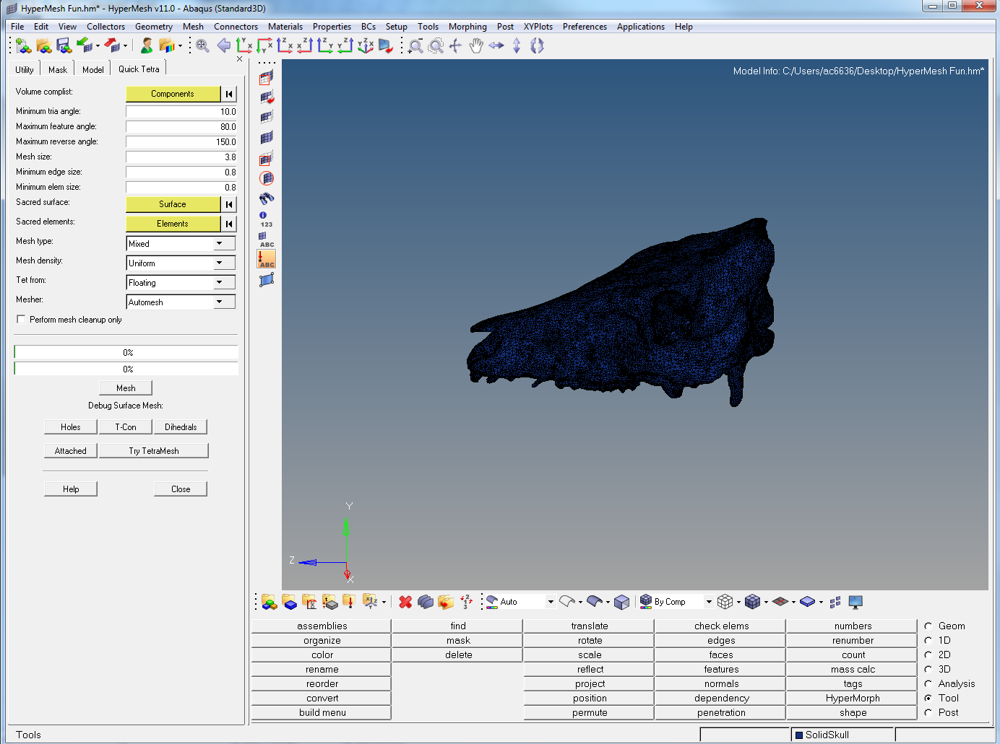 HyperMesh Fun.hm* - HyperMesh v11.0 - Abaqus (Standard3D)
File Edit View Collectors Geometry Mesh Connectors Materials Properties BCs Setup Tools Morphing Post XYPlots Preferences Applications Help
Utility Mask Model Quick Tetra
Volume complist: Components
Minimum tria angle: 10.0
Maximum feature angle: 80.0
Maximum reverse angle: 150.0
Mesh size: 3.8
Minimum edge size: 0.8
Minimum elem size: 0.8
Sacred surface: Surface
Sacred elements: Elements
Mesh type: Mixed
Mesh density: Uniform
Tet from: Floating
Mesher: Automesh
Perform mesh cleanup only
0%
0%
Mesh
Debug Surface Mesh:
Holes T-Con Dihedrals
Attached Try TetraMesh
Help Close
123
ABC
ABC
Model Info: C:/Users/ac6636/Desktop/HyperMesh Fun.hm*
Y
Z
X
Auto By Comp
assemblies find translate check elems numbers Geom
organize mask rotate edges renumber 1D
color delete scale faces count 2D
rename reflect features mass calc 3D
reorder project normals tags Analysis
convert position dependency HyperMorph Tool
build menu permute penetration shape Post
Tools SolidSkull